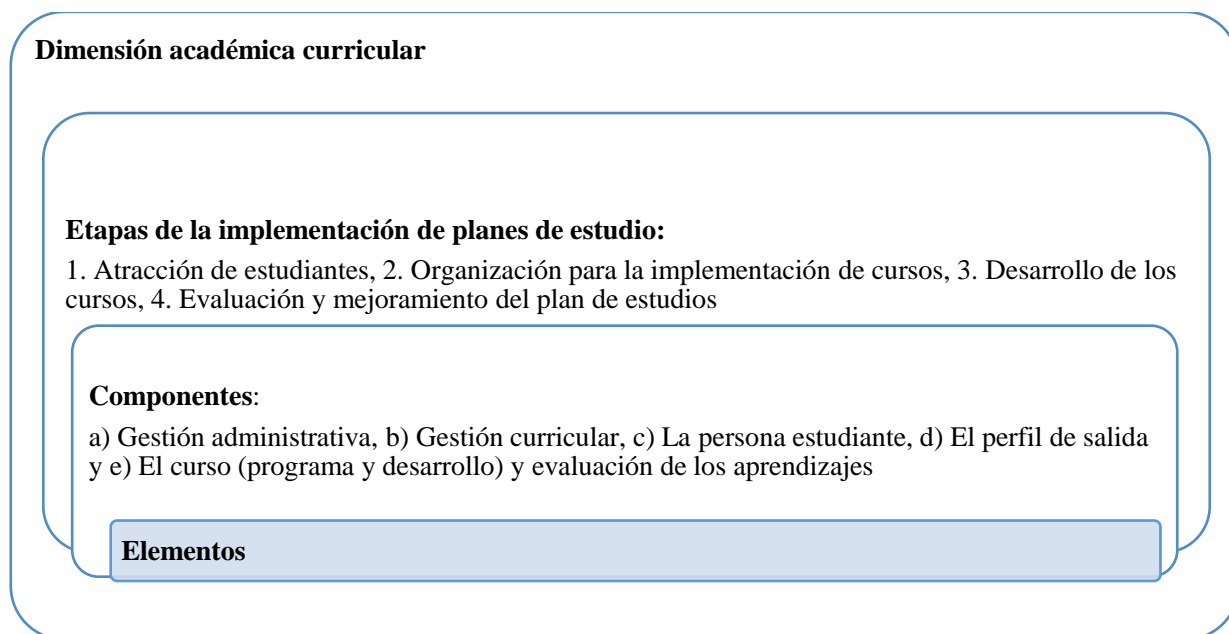 Dimensión académica curricular
Etapas de la implementación de planes de estudio:
1. Atracción de estudiantes, 2. Organización para la implementación de cursos, 3. Desarrollo de los
cursos, 4. Evaluación y mejoramiento del plan de estudios
Componentes:
a) Gestión administrativa, b) Gestión curricular, c) La persona estudiante, d) El perfil de salida
y e) El curso (programa y desarrollo) y evaluación de los aprendizajes
Elementos